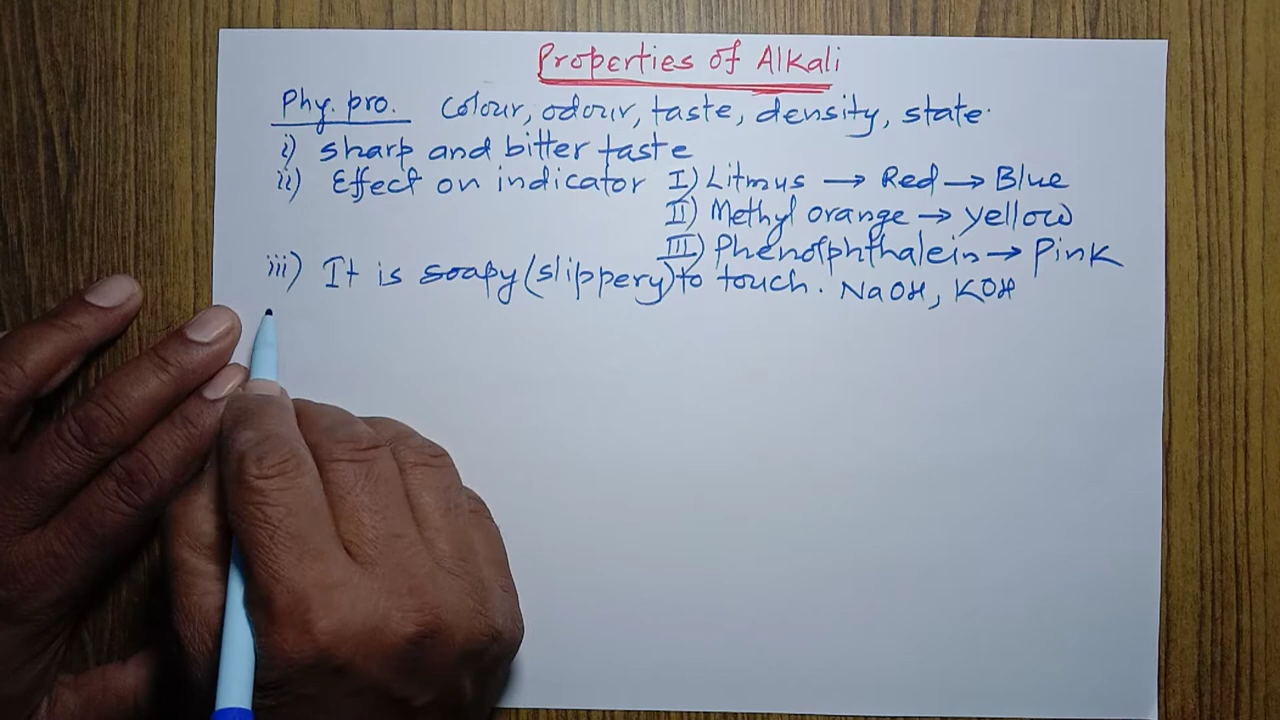 Properties of Alkali
Phy. pro. Colour, odour, taste, density, state.
i) sharp and bitter taste
ii) Effect on indicator I) Litmus → Red → Blue
II) Methyl orange → yellow
III) Phenolphthalein → Pink
iii) It is soapy (slippery) to touch. NaOH, KOH